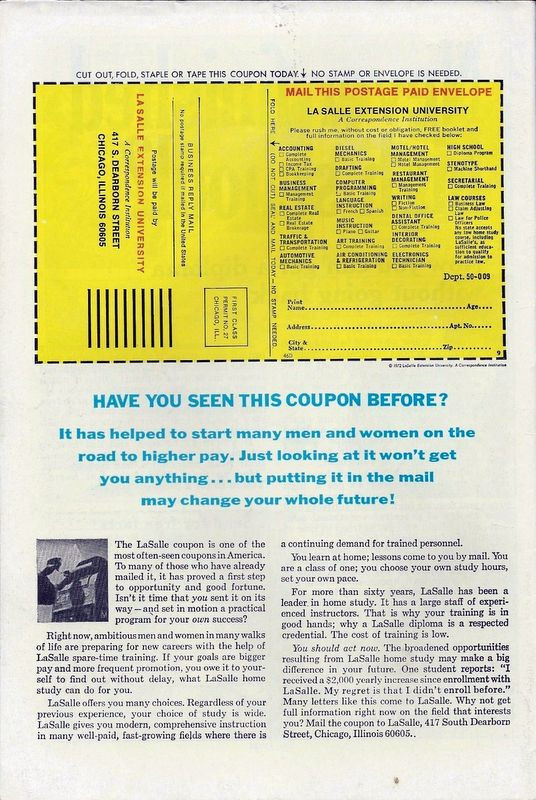 CUT OUT, FOLD, STAPLE OR TAPE THIS COUPON TODAY. NO STAMP OR ENVELOPE IS NEEDED.
Postage will be paid by
LA SALLE EXTENSION UNIVERSITY
A Correspondence Institution
417 S. DEARBORN STREET
CHICAGO, ILLINOIS 60605
BUSINESS REPLY MAIL
No postage stamp required if mailed in the United States
FIRST CLASS
PERMIT NO. 27
CHICAGO, ILL.
FOLD HERE (DO NOT CUT) SEAL AND MAIL TODAY—NO STAMP NEEDED.
MAIL THIS POSTAGE PAID ENVELOPE
LA SALLE EXTENSION UNIVERSITY
A Correspondence Institution
Please rush me, without cost or obligation, FREE booklet and
full information on the field I have checked below:
ACCOUNTING
Complete
Accounting
Income Tax
CPA Training
Bookkeeping
BUSINESS
MANAGEMENT
Management
Training
REAL ESTATE
Complete Real
Estate
Real Estate
Brokerage
TRAFFIC &
TRANSPORTATION
Complete Training
AUTOMOTIVE
MECHANICS
Basic Training
DIESEL
MECHANICS
Basic Training
DRAFTING
Complete Training
COMPUTER
PROGRAMMING
Basic Training
LANGUAGE
INSTRUCTION
French Spanish
MUSIC
INSTRUCTION
Piano Guitar
ART TRAINING
Complete Training
AIR CONDITIONING
& REFRIGERATION
Basic Training
MOTEL/HOTEL
MANAGEMENT
Motel Management
Hotel Management
RESTAURANT
MANAGEMENT
Management
Training
WRITING
Fiction
Non-Fiction
DENTAL OFFICE
ASSISTANT
Complete Training
INTERIOR
DECORATING
Complete Training
ELECTRONICS
TECHNICIAN
Basic Training
HIGH SCHOOL
Diploma Program
STENOTYPE
Machine Shorthand
SECRETARIAL
Complete Training
LAW COURSES
Business Law
Claim Adjusting
Law
Law for Police
Officers
No state accepts
any law home study
course, including
LaSalle's, as
sufficient educa-
tion to qualify
for admission to
practice law.
Dept. 50-009
Print
Name Age
Address Apt. No.
City &
State Zip
46D 9
© 1972 LaSalle Extension University. A Correspondence Institution
HAVE YOU SEEN THIS COUPON BEFORE?
It has helped to start many men and women on the
road to higher pay. Just looking at it won't get
you anything...but putting it in the mail
may change your whole future!
The LaSalle coupon is one of the
most often-seen coupons in America.
To many of those who have already
mailed it, it has proved a first step
to opportunity and good fortune.
Isn't it time that you sent it on its
way—and set in motion a practical
program for your own success?
Right now, ambitious men and women in many walks
of life are preparing for new careers with the help of
LaSalle spare-time training. If your goals are bigger
pay and more frequent promotion, you owe it to your-
self to find out without delay, what LaSalle home
study can do for you.
LaSalle offers you many choices. Regardless of your
previous experience, your choice of study is wide.
LaSalle gives you modern, comprehensive instruction
in many well-paid, fast-growing fields where there is
a continuing demand for trained personnel.
You learn at home; lessons come to you by mail. You
are a class of one; you choose your own study hours,
set your own pace.
For more than sixty years, LaSalle has been a
leader in home study. It has a large staff of experi-
enced instructors. That is why your training is in
good hands; why a LaSalle diploma is a respected
credential. The cost of training is low.
You should act now. The broadened opportunities
resulting from LaSalle home study may make a big
difference in your future. One student reports: "I
received a $2,000 yearly increase since enrollment with
LaSalle. My regret is that I didn't enroll before."
Many letters like this come to LaSalle. Why not get
full information right now on the field that interests
you? Mail the coupon to LaSalle, 417 South Dearborn
Street, Chicago, Illinois 60605..